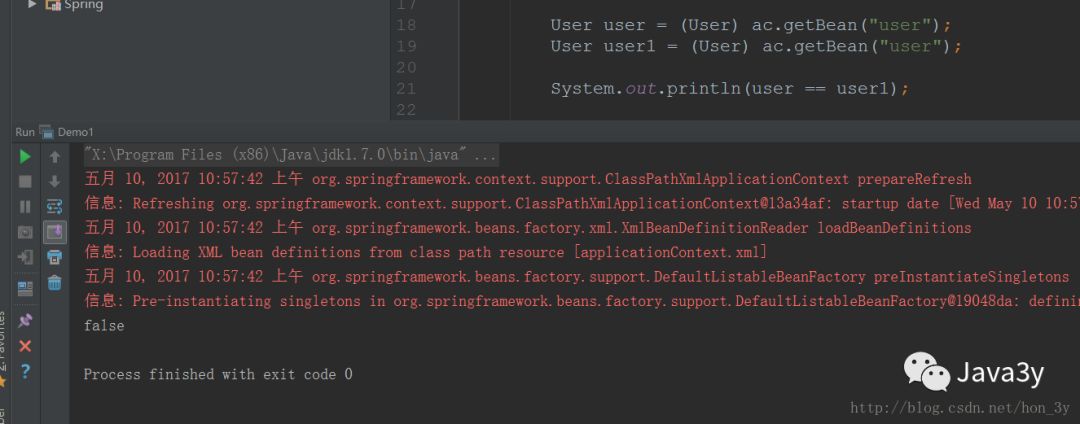 Spring
17
18 User user = (User) ac.getBean("user");
19 User user1 = (User) ac.getBean("user");
20
21 System.out.println(user == user1);
22
Run Demo1
"X:\Program Files (x86)\Java\jdk1.7.0\bin\java" ...
五月 10, 2017 10:57:42 上午 org.springframework.context.support.ClassPathXmlApplicationContext prepareRefresh
信息: Refreshing org.springframework.context.support.ClassPathXmlApplicationContext@13a34af: startup date [Wed May 10 10:57
五月 10, 2017 10:57:42 上午 org.springframework.beans.factory.xml.XmlBeanDefinitionReader loadBeanDefinitions
信息: Loading XML bean definitions from class path resource [applicationContext.xml]
五月 10, 2017 10:57:42 上午 org.springframework.beans.factory.support.DefaultListableBeanFactory preInstantiateSingletons
信息: Pre-instantiating singletons in org.springframework.beans.factory.support.DefaultListableBeanFactory@19048da: definin
false
Process finished with exit code 0
2: Favorites
Java3y
http://blog.csdn.net/hon_3y